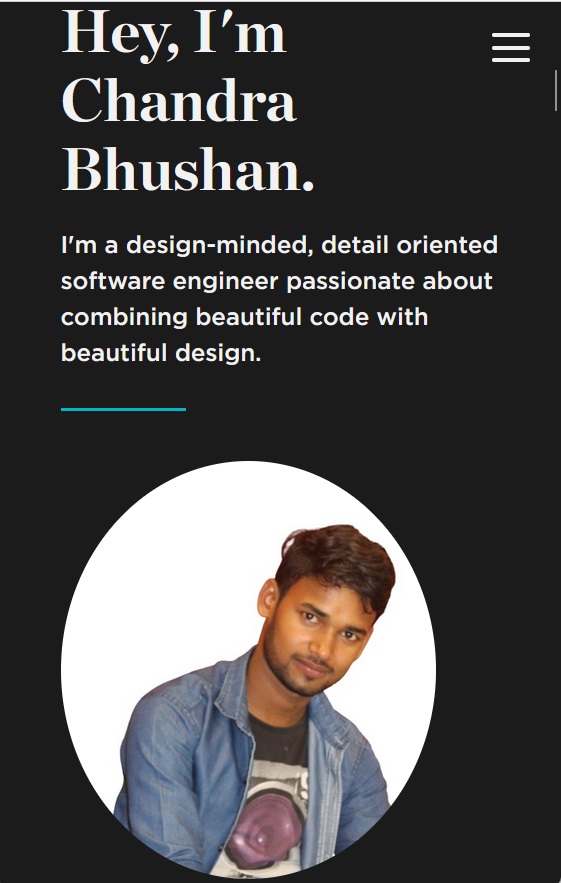 Hey, I'm
Chandra
Bhushan.
I'm a design-minded, detail oriented
software engineer passionate about
combining beautiful code with
beautiful design.